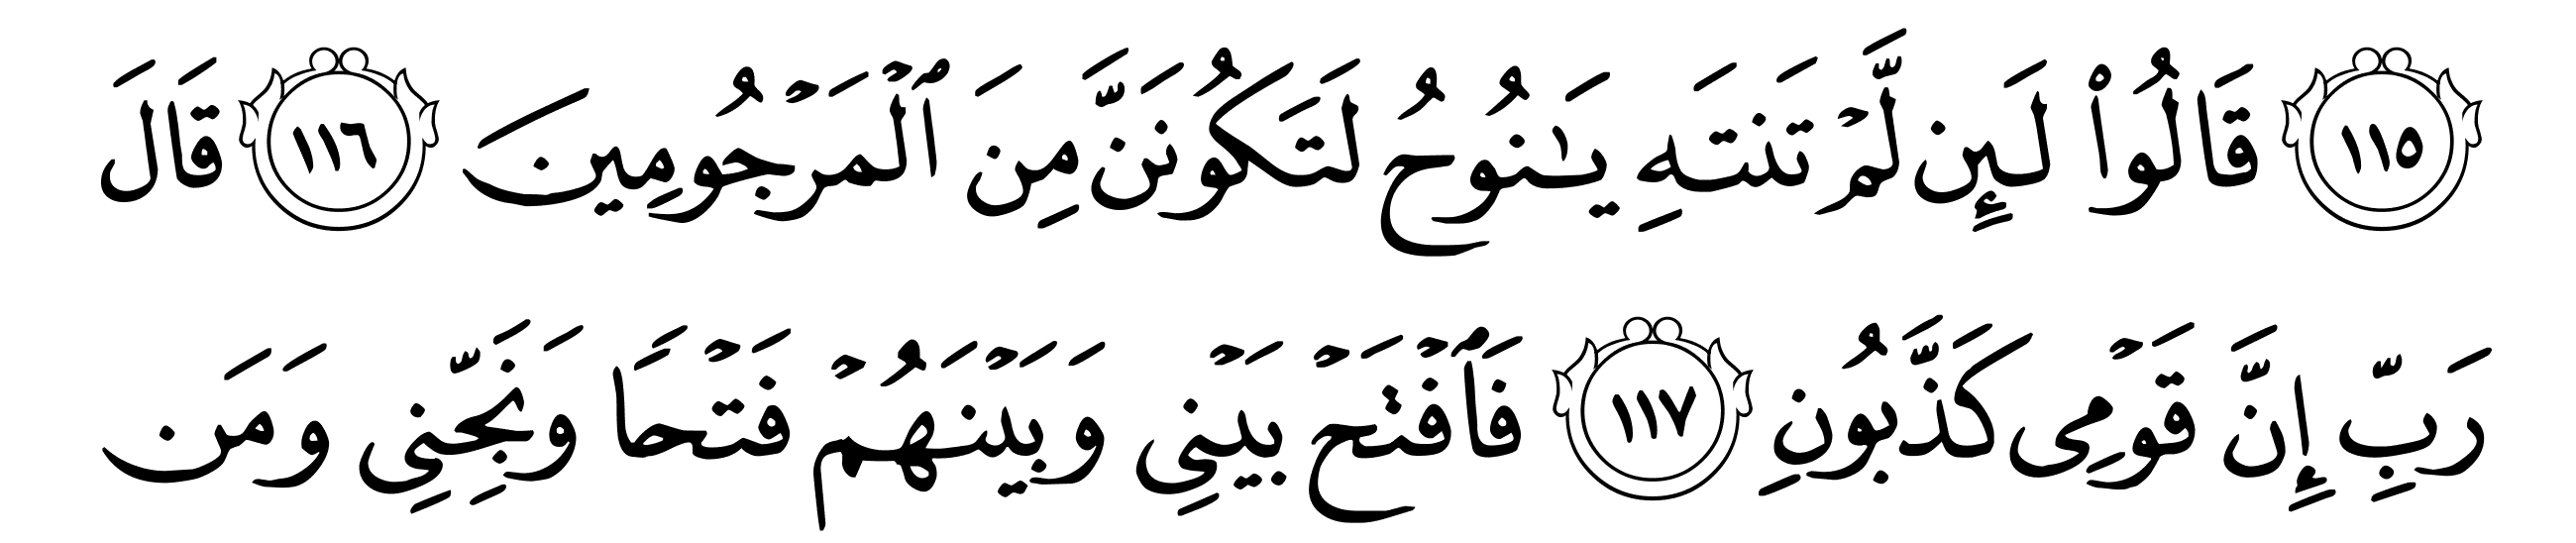 ١١٥ قَالُوا۟ لَئِن لَّمْ تَنتَهِ يَـٰنُوحُ لَتَكُونَنَّ مِنَ ٱلْمَرْجُومِينَ ١١٦ قَالَ
رَبِّ إِنَّ قَوْمِى كَذَّبُونِ ١١٧ فَٱفْتَحْ بَيْنِى وَبَيْنَهُمْ فَتْحًا وَنَجِّنِى وَمَن